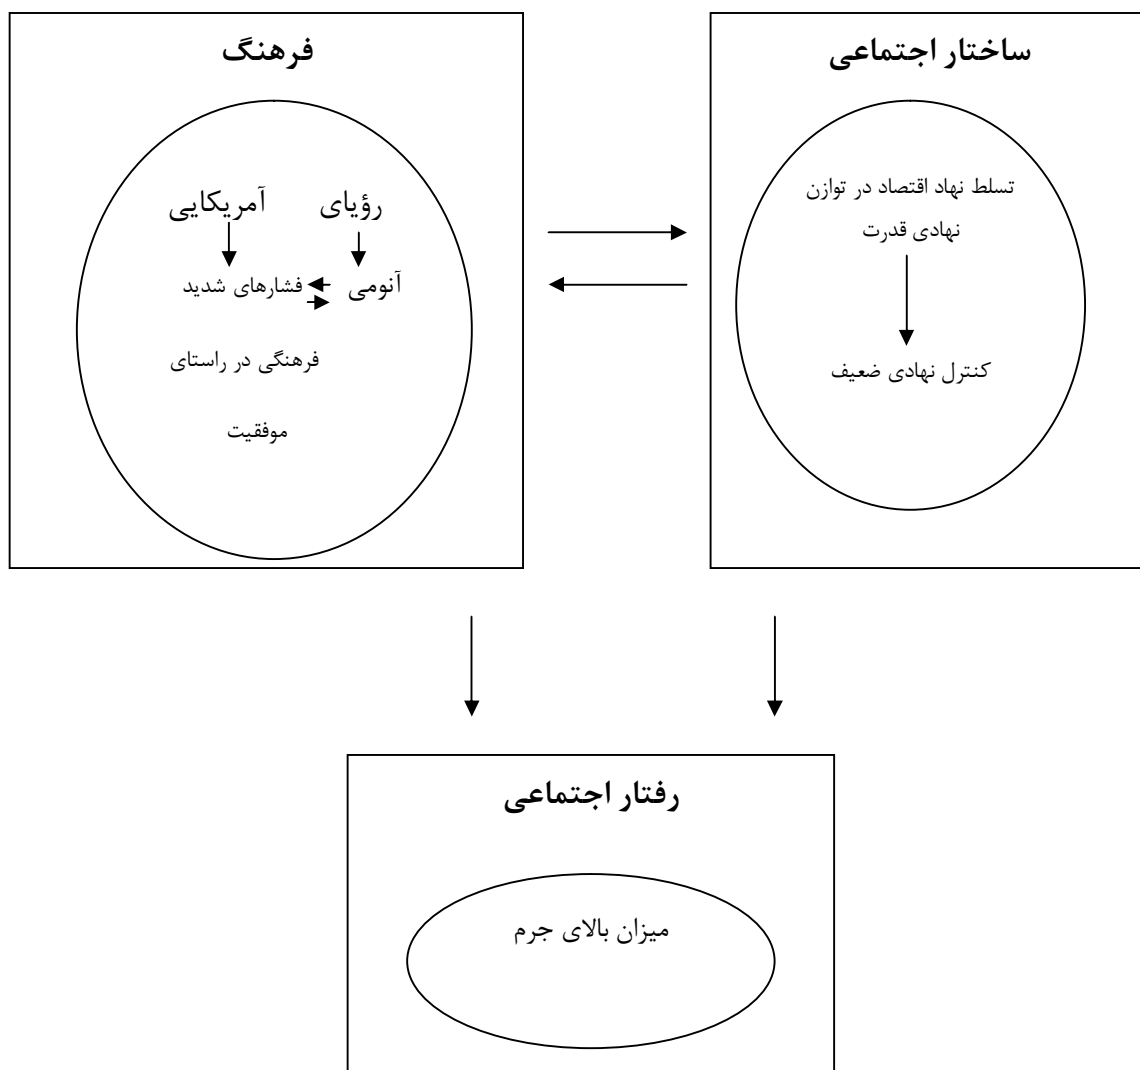 ساختار اجتماعی
تسلط نهاد اقتصاد در توازن
نهادی قدرت
کنترل نهادی ضعیف
فرهنگ
رؤیای آمریکایی
آنومی فشارهای شدید
فرهنگی در راستای
موفقیت
رفتار اجتماعی
میزان بالای جرم